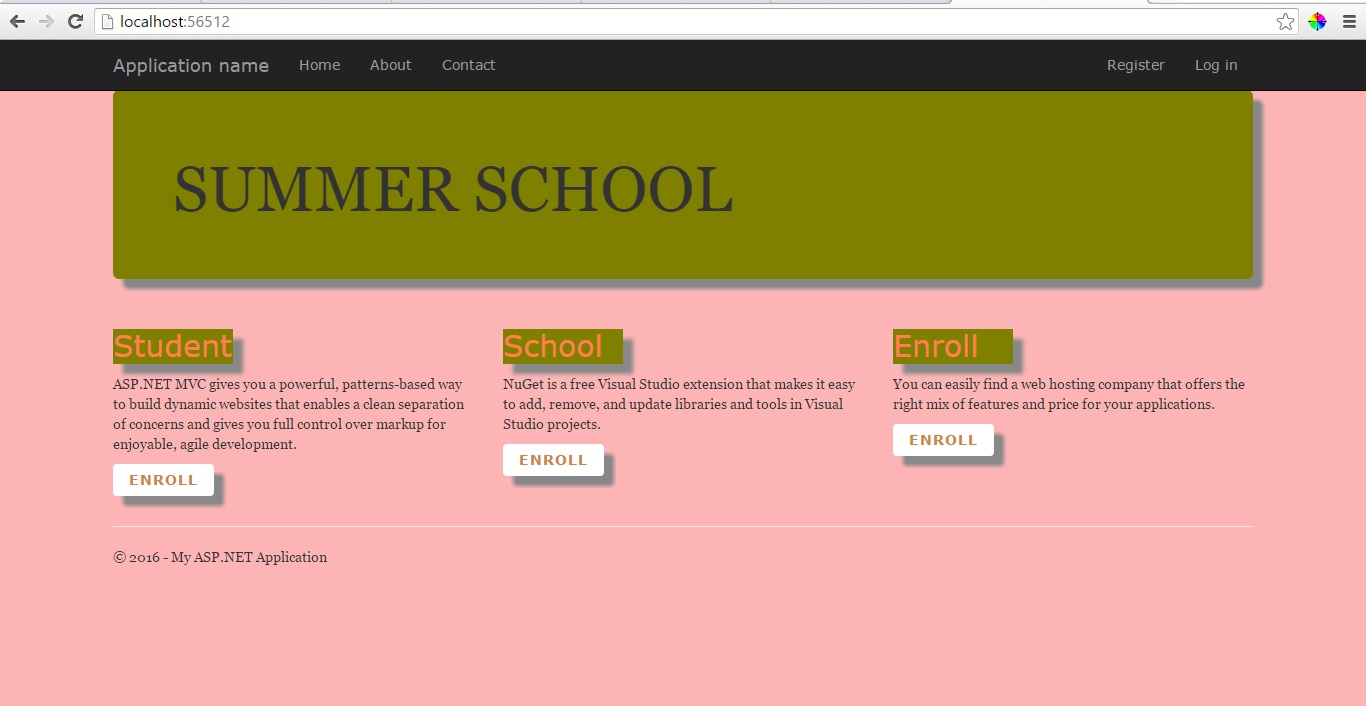 localhost:56512
Application name Home About Contact Register Log in
SUMMER SCHOOL
Student
ASP.NET MVC gives you a powerful, patterns-based way
to build dynamic websites that enables a clean separation
of concerns and gives you full control over markup for
enjoyable, agile development.
ENROLL
School
NuGet is a free Visual Studio extension that makes it easy
to add, remove, and update libraries and tools in Visual
Studio projects.
ENROLL
Enroll
You can easily find a web hosting company that offers the
right mix of features and price for your applications.
ENROLL
© 2016 - My ASP.NET Application